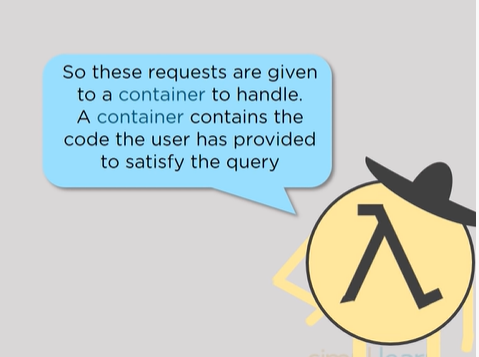 So these requests are given
to a container to handle.
A container contains the
code the user has provided
to satisfy the query
λ